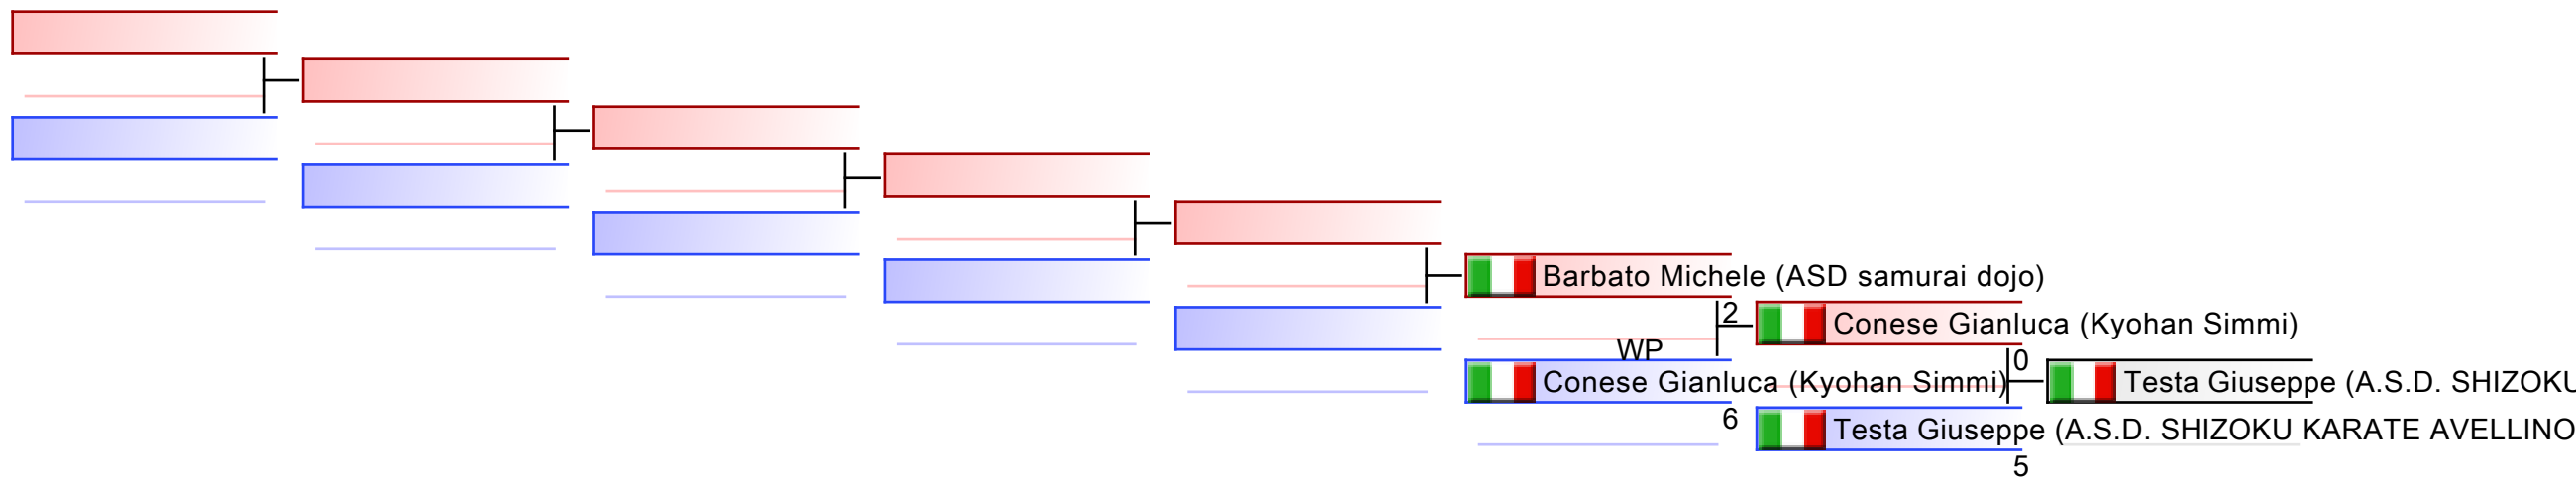 Barbato Michele (ASD samurai dojo)
2
Conese Gianluca (Kyohan Simmi)
WP
0
Conese Gianluca (Kyohan Simmi)
Testa Giuseppe (A.S.D. SHIZOKU
6
Testa Giuseppe (A.S.D. SHIZOKU KARATE AVELLINO
5